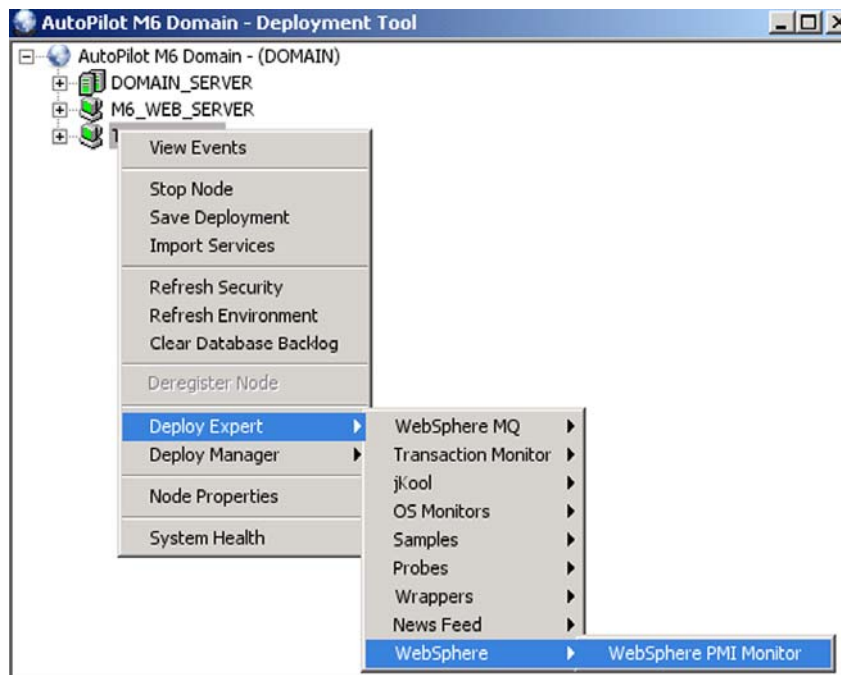 AutoPilot M6 Domain - Deployment Tool
AutoPilot M6 Domain - (DOMAIN)
DOMAIN_SERVER
M6_WEB_SERVER
View Events
Stop Node
Save Deployment
Import Services
Refresh Security
Refresh Environment
Clear Database Backlog
Deregister Node
Deploy Expert
Deploy Manager
Node Properties
System Health
WebSphere MQ
Transaction Monitor
jKool
OS Monitors
Samples
Probes
Wrappers
News Feed
WebSphere
WebSphere PMI Monitor